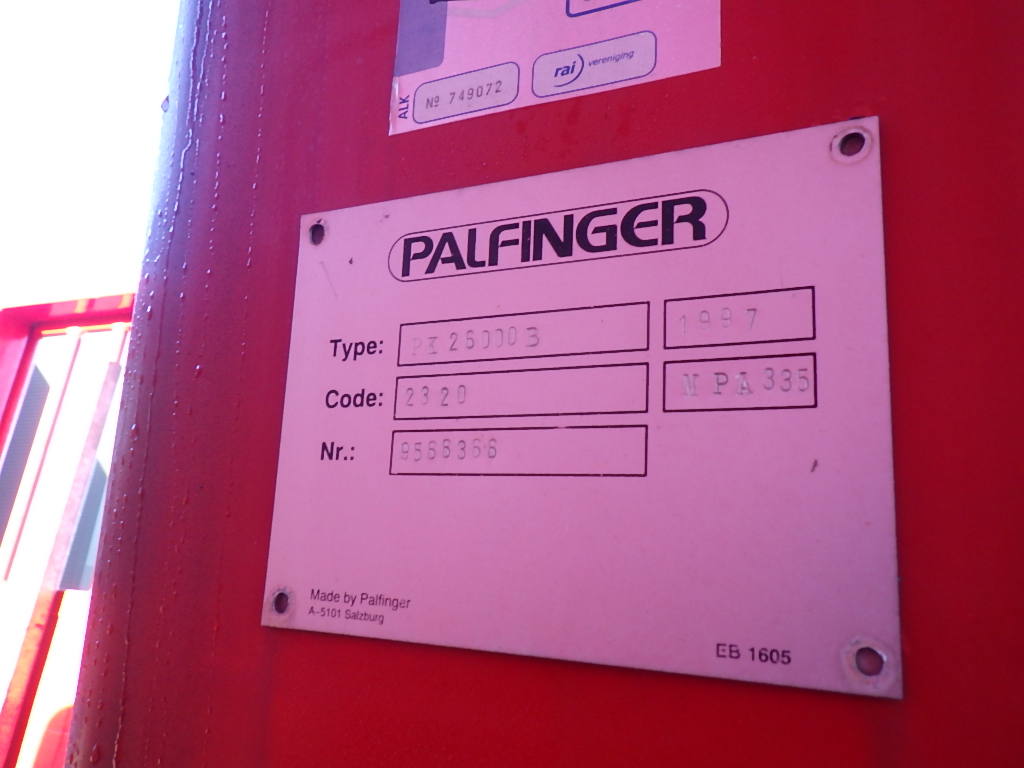 ALK
Nº 749072
rai vereniging
PALFINGER
Type: PK 26000B 1997
Code: 2320 MPA 335
Nr.: 9566366
Made by Palfinger
A-5101 Salzburg
EB 1605